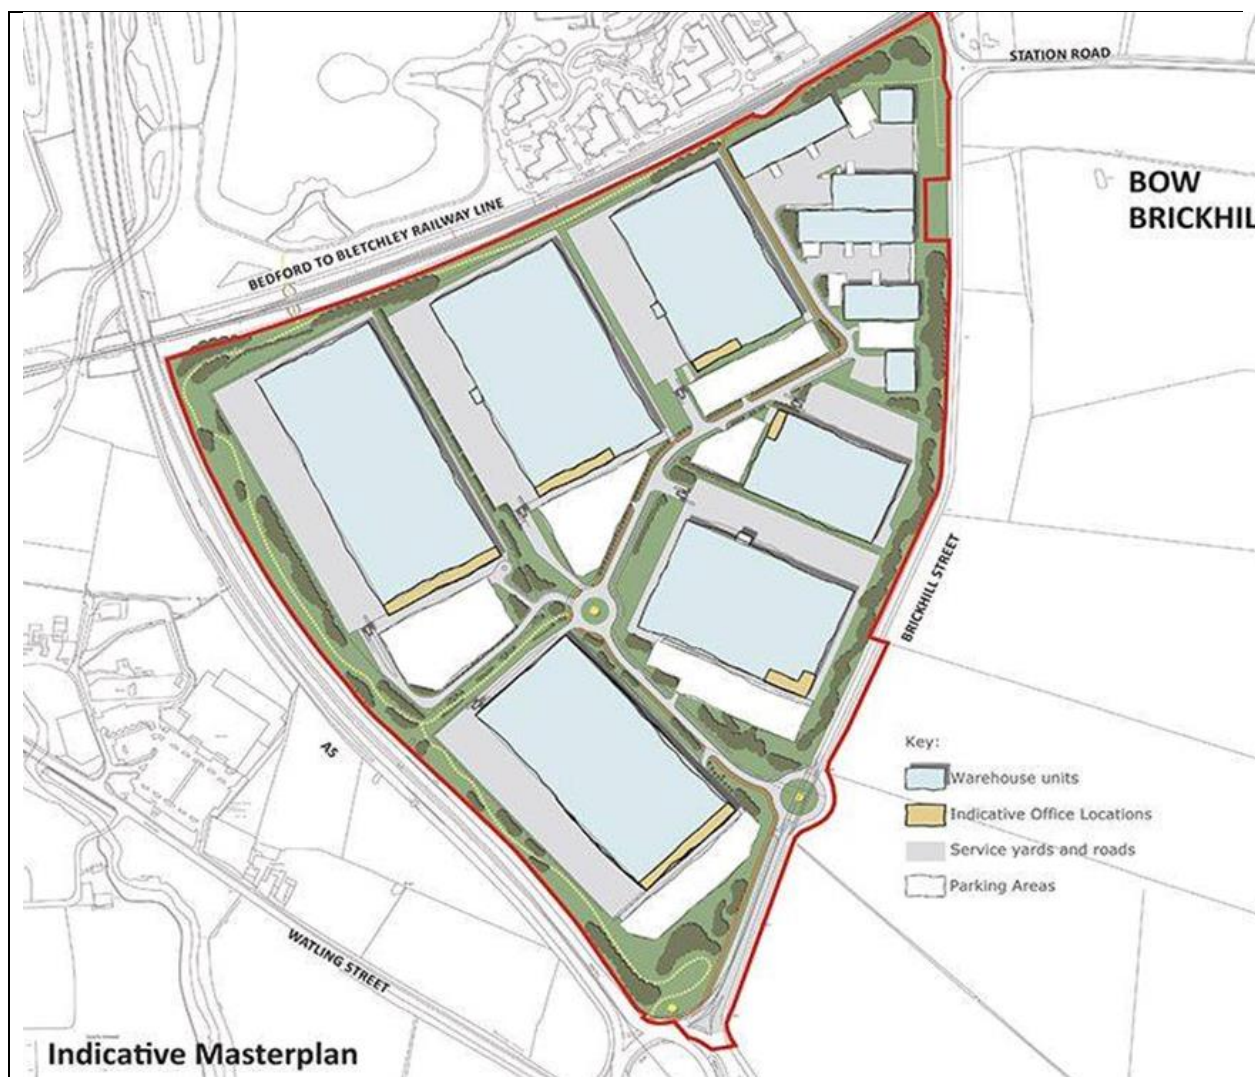 STATION ROAD
BOW
BRICKHIL
BEDFORD TO BLETCHLEY RAILWAY LINE
BRICKHILL STREET
A5
WATLING STREET
Key:
Warehouse units
Indicative Office Locations
Service yards and roads
Parking Areas
Indicative Masterplan